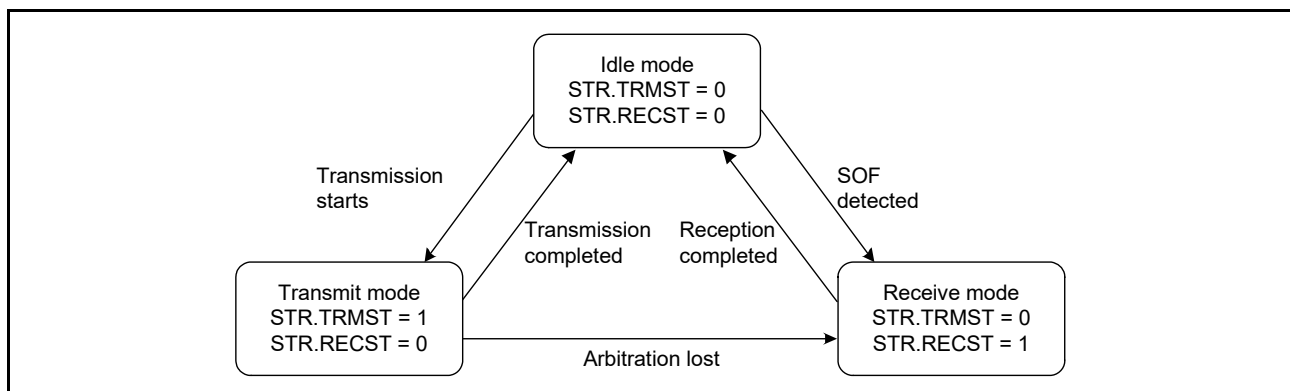 Idle mode
STR.TRMST = 0
STR.RECST = 0
Transmission
starts
SOF
detected
Transmission
completed
Reception
completed
Transmit mode
STR.TRMST = 1
STR.RECST = 0
Receive mode
STR.TRMST = 0
STR.RECST = 1
Arbitration lost